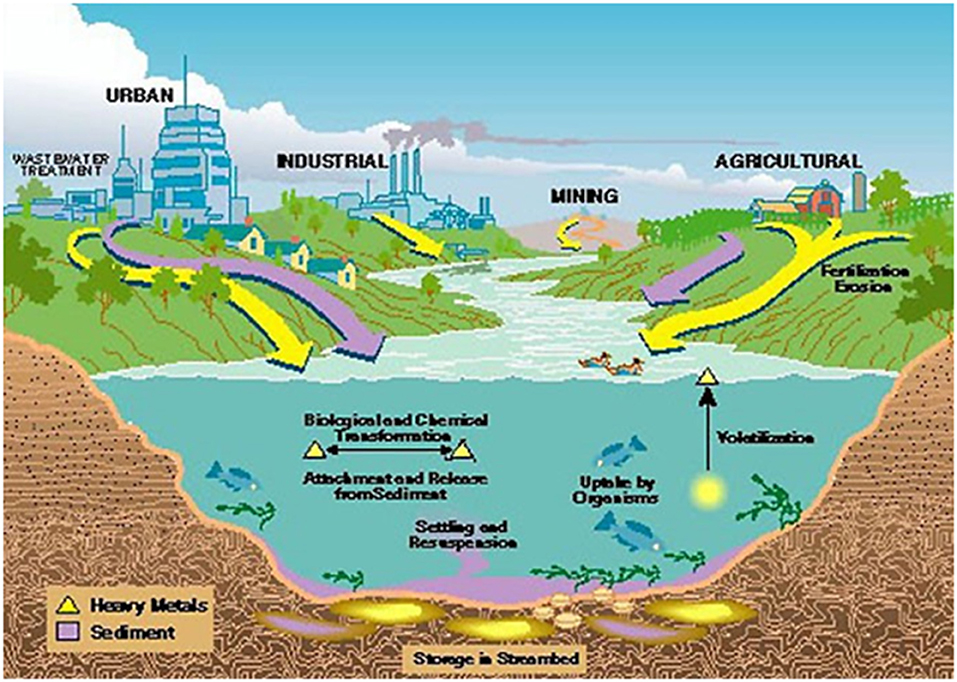 URBAN
WASTEWATER
TREATMENT
INDUSTRIAL
MINING
AGRICULTURAL
Fertilization
Erosion
Biological and Chemical
Transformation
Attachment and Release
from Sediment
Settling and
Resuspension
Uptake by
Organisms
Volatilization
Heavy Metals
Sediment
Storage in Streambed